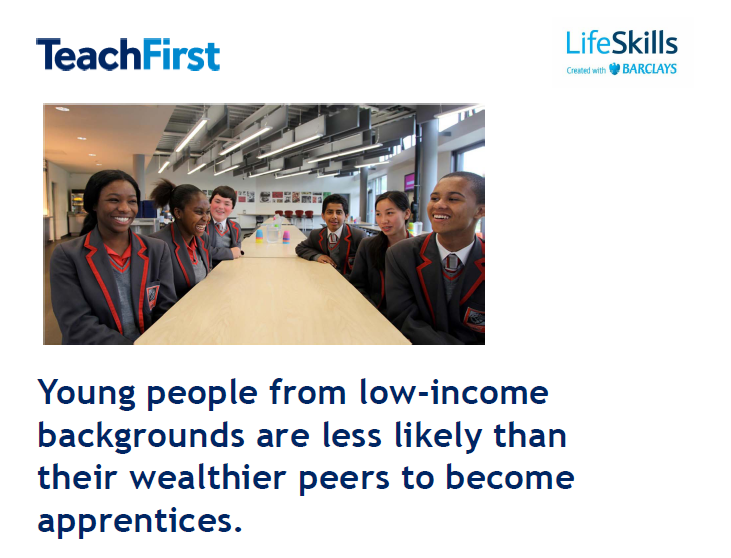 TeachFirst
LifeSkills
Created with BARCLAYS
Young people from low-income
backgrounds are less likely than
their wealthier peers to become
apprentices.